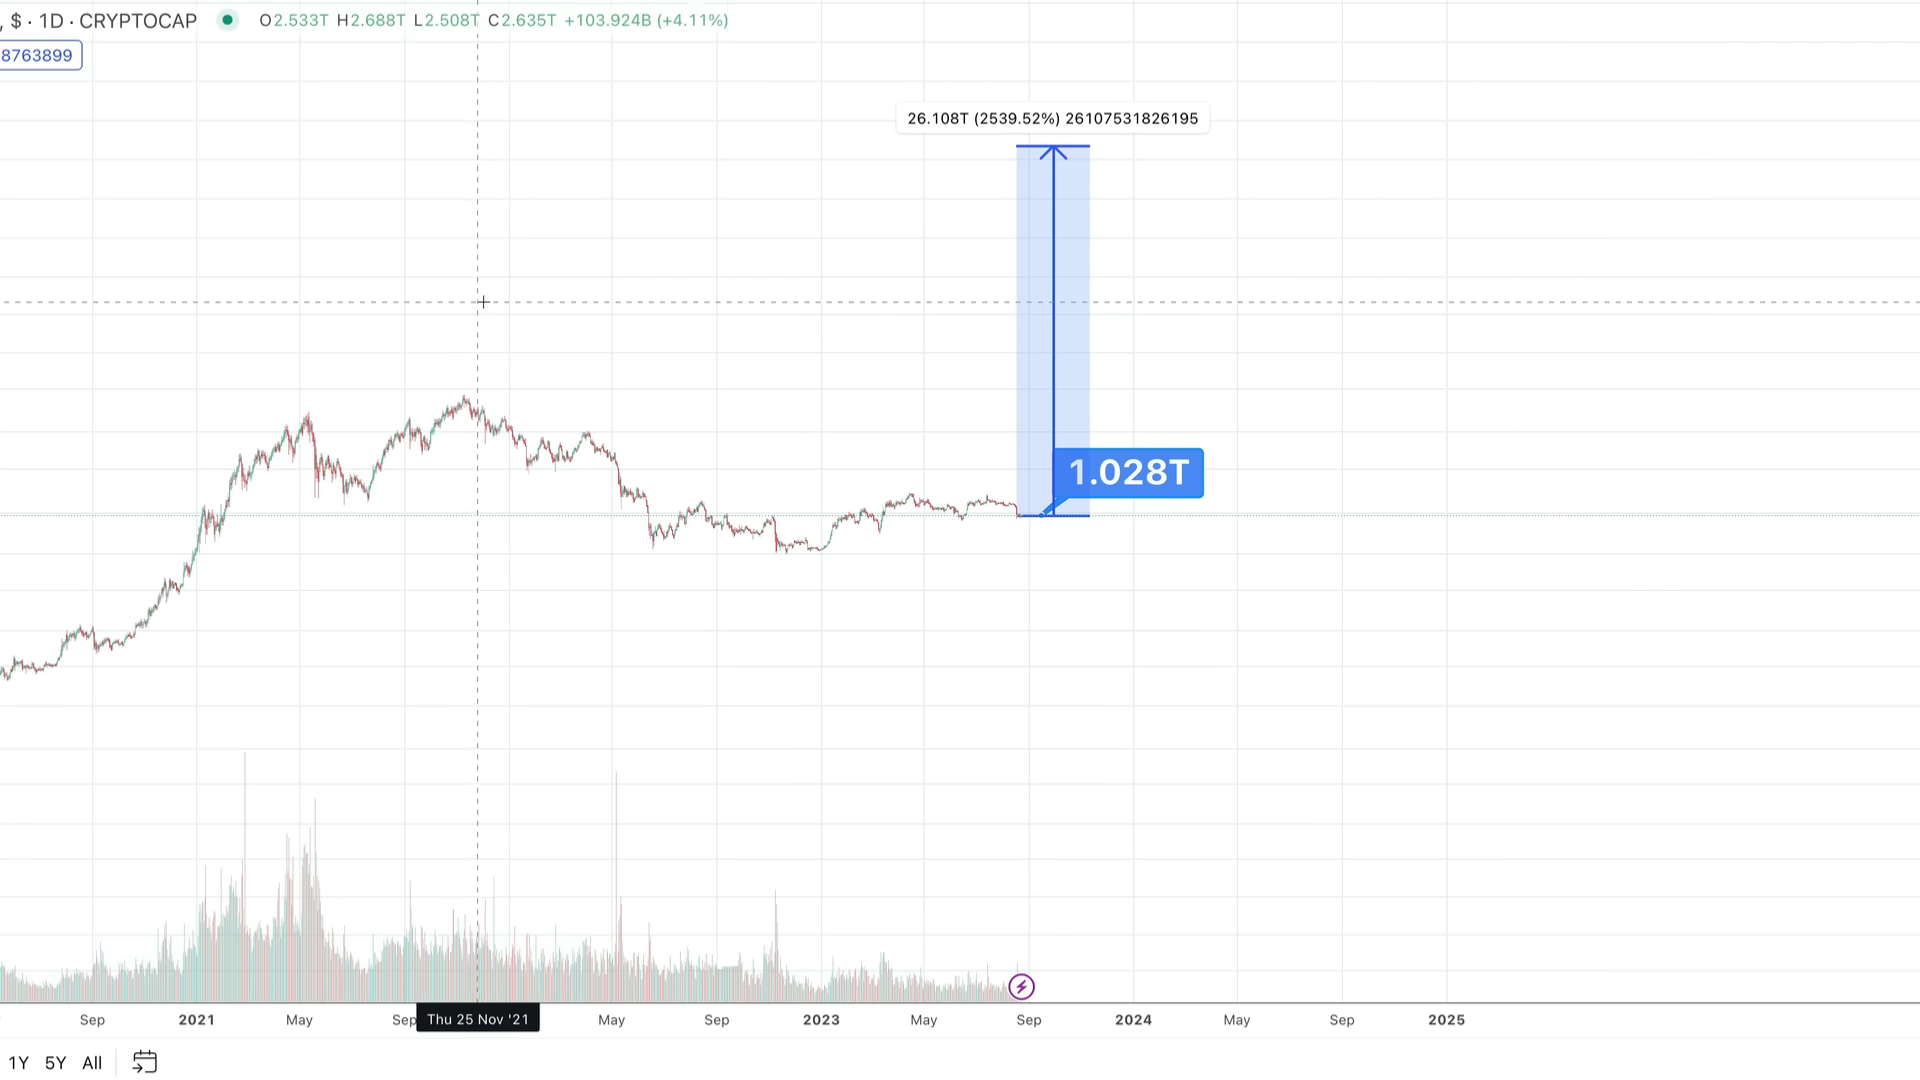 , $ · 1D · CRYPTOCAP O2.533T H2.688T L2.508T C2.635T +103.924B (+4.11%)
8763899
26.108T (2539.52%) 26107531826195
1.028T
Sep 2021 May Sep Thu 25 Nov '21 May Sep 2023 May Sep 2024 May Sep 2025
1Y 5Y All